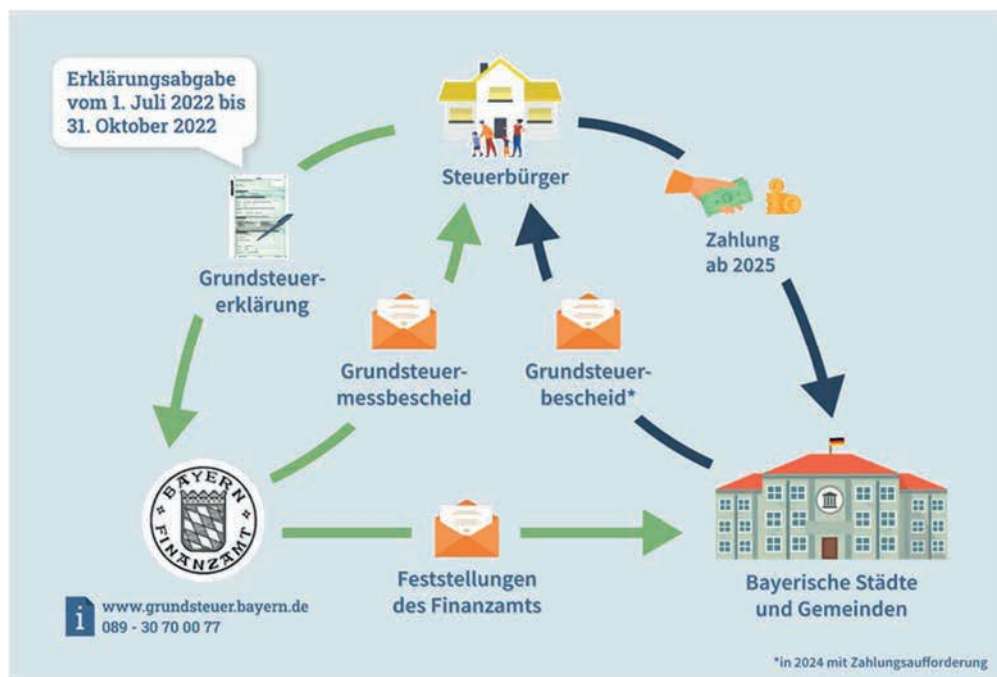 Erklärungsabgabe
vom 1. Juli 2022 bis
31. Oktober 2022
Steuerbürger
Grundsteuer-
erklärung
Zahlung
ab 2025
Grundsteuer-
messbescheid
Grundsteuer-
bescheid*
BAYERN
FINANZAMT
Feststellungen
des Finanzamts
Bayerische Städte
und Gemeinden
i
www.grundsteuer.bayern.de
089 - 30 70 00 77
*in 2024 mit Zahlungsaufforderung